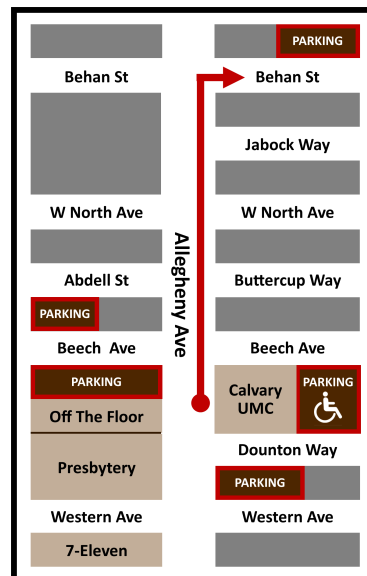 PARKING
Behan St
Behan St
Jabock Way
W North Ave
W North Ave
Allegheny Ave
Abdell St
Buttercup Way
PARKING
Beech Ave
Beech Ave
PARKING
Off The Floor
Presbytery
Calvary
UMC
PARKING
Dounton Way
PARKING
Western Ave
Western Ave
7-Eleven